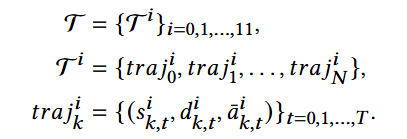 𝒯 = {𝒯^i}_{i=0,1,...,11},
𝒯^i = {traj_0^i, traj_1^i, . . . , traj_N^i},
traj_k^i = {(s_{k,t}^i, d_{k,t}^i, ā_{k,t}^i)}_{t=0,1,...,T}.